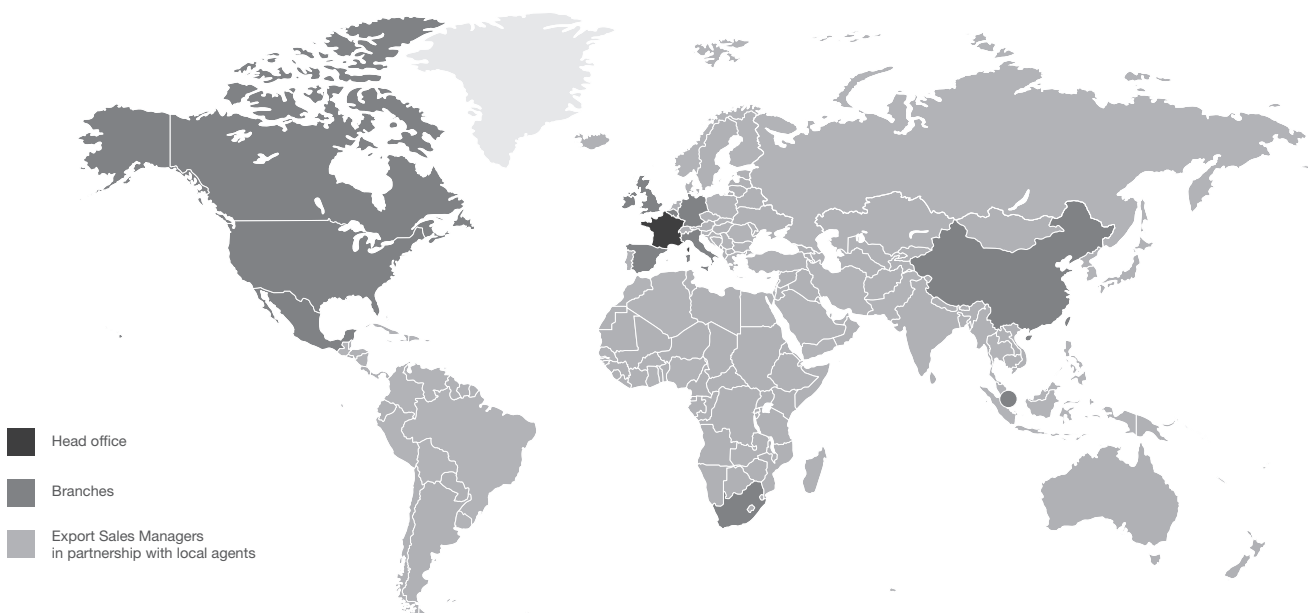 Head office
Branches
Export Sales Managers
in partnership with local agents